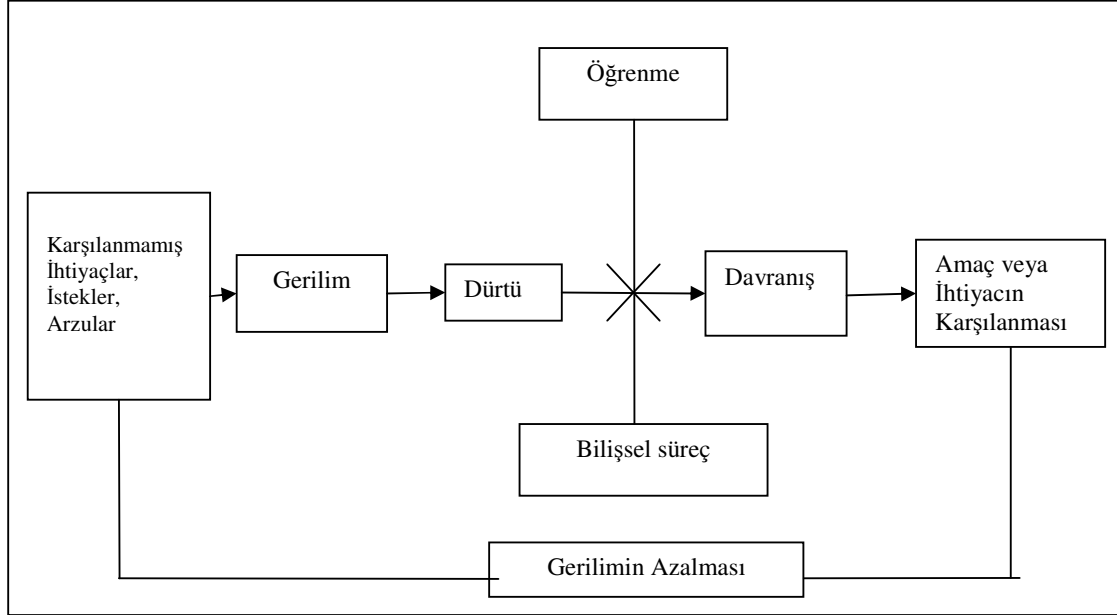 Öğrenme
Karşılanmamış
İhtiyaçlar,
İstekler,
Arzular
Gerilim
Dürtü
Davranış
Amaç veya
İhtiyacın
Karşılanması
Bilişsel süreç
Gerilimin Azalması